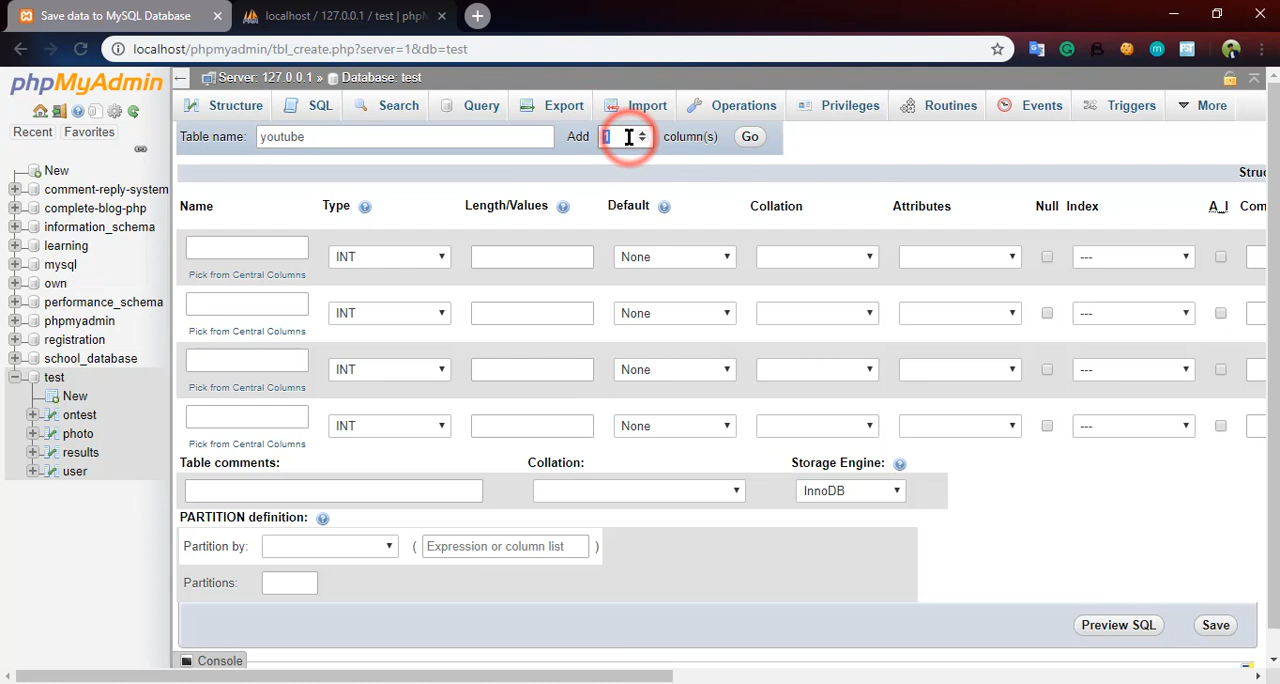 Save data to MySQL Database
localhost / 127.0.0.1 / test | phpM
localhost/phpmyadmin/tbl_create.php?server=1&db=test
phpMyAdmin
Recent Favorites
New
comment-reply-system
complete-blog-php
information_schema
learning
mysql
own
performance_schema
phpmyadmin
registration
school_database
test
New
ontest
photo
results
user
Server: 127.0.0.1 » Database: test
Structure SQL Search Query Export Import Operations Privileges Routines Events Triggers More
Table name: youtube Add 1 column(s) Go
Struc
Name Type Length/Values Default Collation Attributes Null Index A_I Com
INT None ---
Pick from Central Columns
INT None ---
Pick from Central Columns
INT None ---
Pick from Central Columns
INT None ---
Pick from Central Columns
Table comments: Collation: Storage Engine:
InnoDB
PARTITION definition:
Partition by: ( Expression or column list )
Partitions:
Preview SQL Save
Console